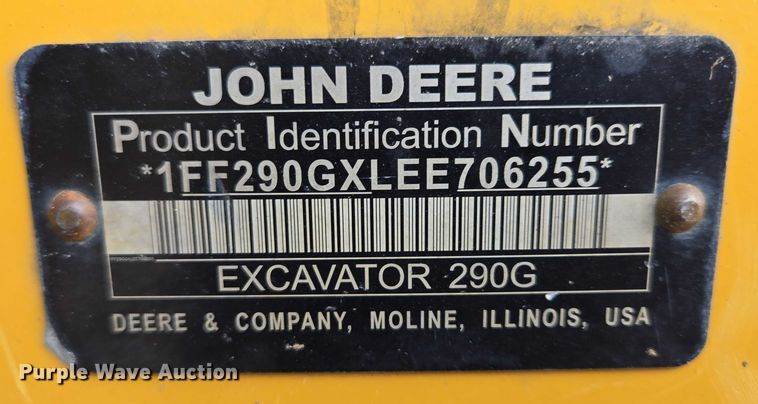 JOHN DEERE
Product Identification Number
*1FF290GXLEE706255*
EXCAVATOR 290G
DEERE & COMPANY, MOLINE, ILLINOIS, USA
Purple Wave Auction